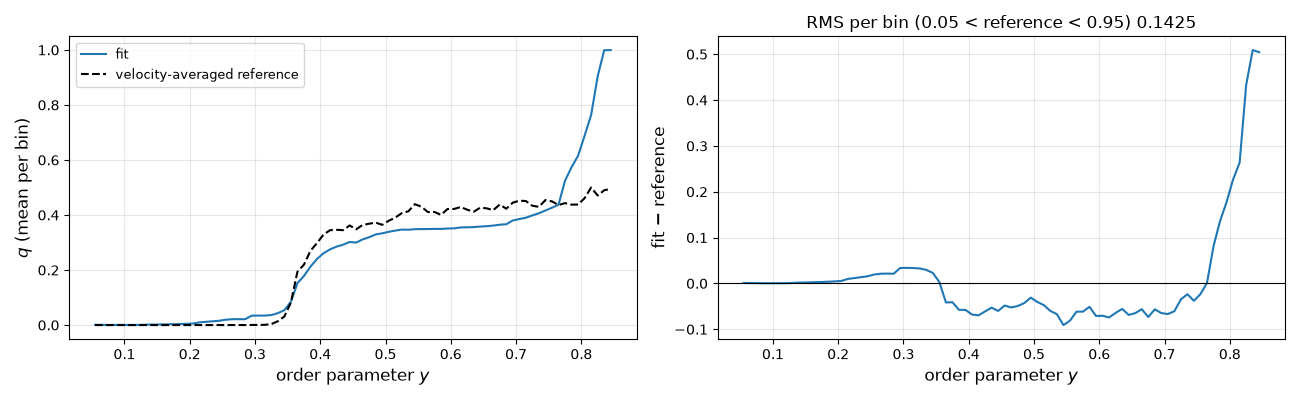 RMS per bin (0.05 < reference < 0.95) 0.1425
fit
velocity-averaged reference
q (mean per bin)
1.0
0.8
0.6
0.4
0.2
0.0
0.1 0.2 0.3 0.4 0.5 0.6 0.7 0.8
order parameter y
fit − reference
0.5
0.4
0.3
0.2
0.1
0.0
−0.1
0.1 0.2 0.3 0.4 0.5 0.6 0.7 0.8
order parameter y